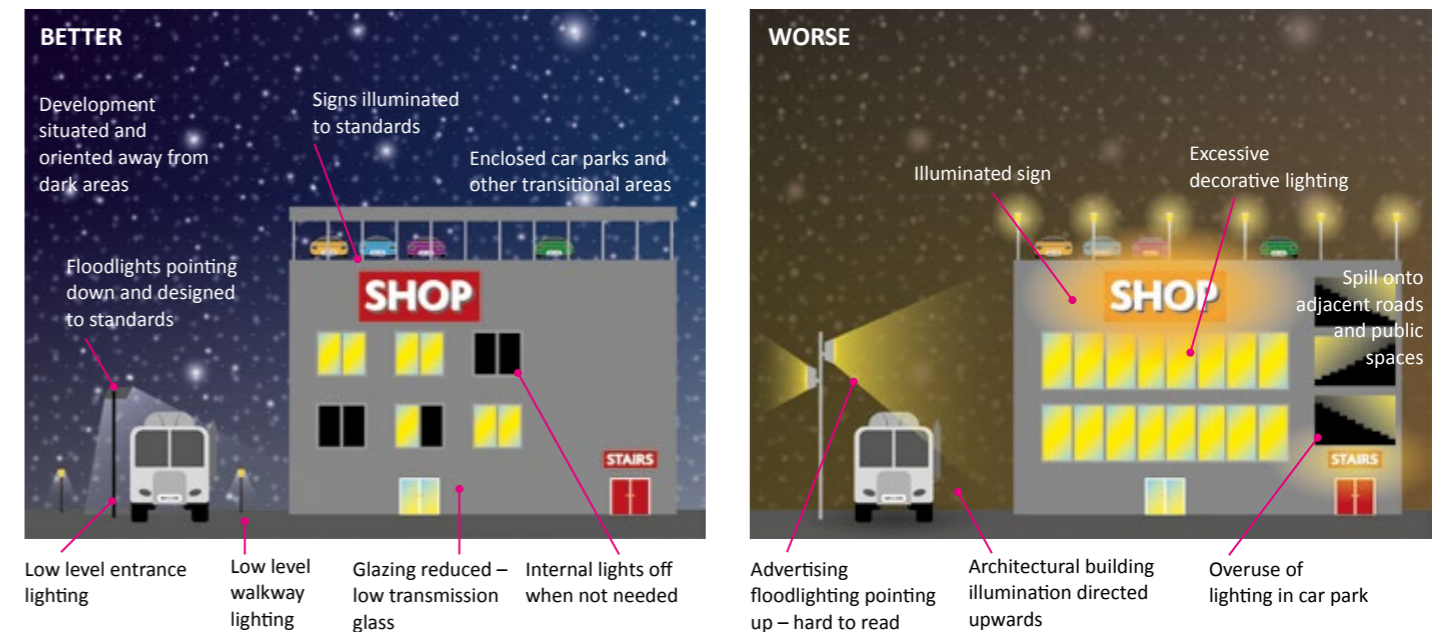 BETTER
Development
situated and
oriented away from
dark areas
Signs illuminated
to standards
Enclosed car parks and
other transitional areas
Floodlights pointing
down and designed
to standards
SHOP
STAIRS
Low level entrance
lighting
Low level
walkway
lighting
Glazing reduced –
low transmission
glass
Internal lights off
when not needed
WORSE
Illuminated sign
Excessive
decorative lighting
Spill onto
adjacent roads
and public
spaces
SHOP
STAIRS
Advertising
floodlighting pointing
up – hard to read
Architectural building
illumination directed
upwards
Overuse of
lighting in car park